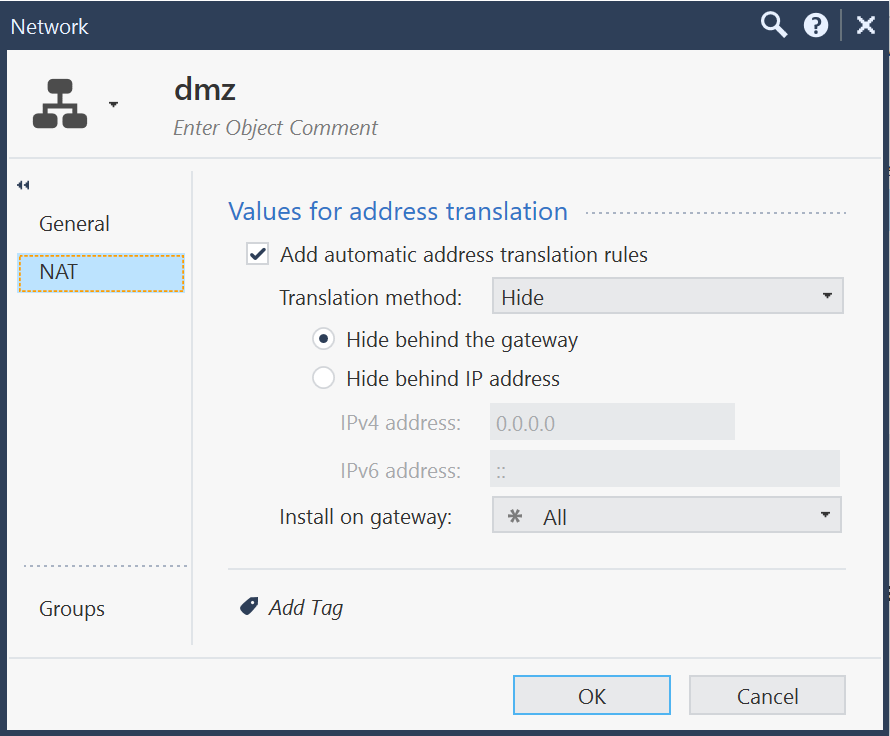 Network
dmz
Enter Object Comment
General
NAT
Groups
Values for address translation
Add automatic address translation rules
Translation method: Hide
Hide behind the gateway
Hide behind IP address
IPv4 address: 0.0.0.0
IPv6 address: ::
Install on gateway: * All
Add Tag
OK Cancel